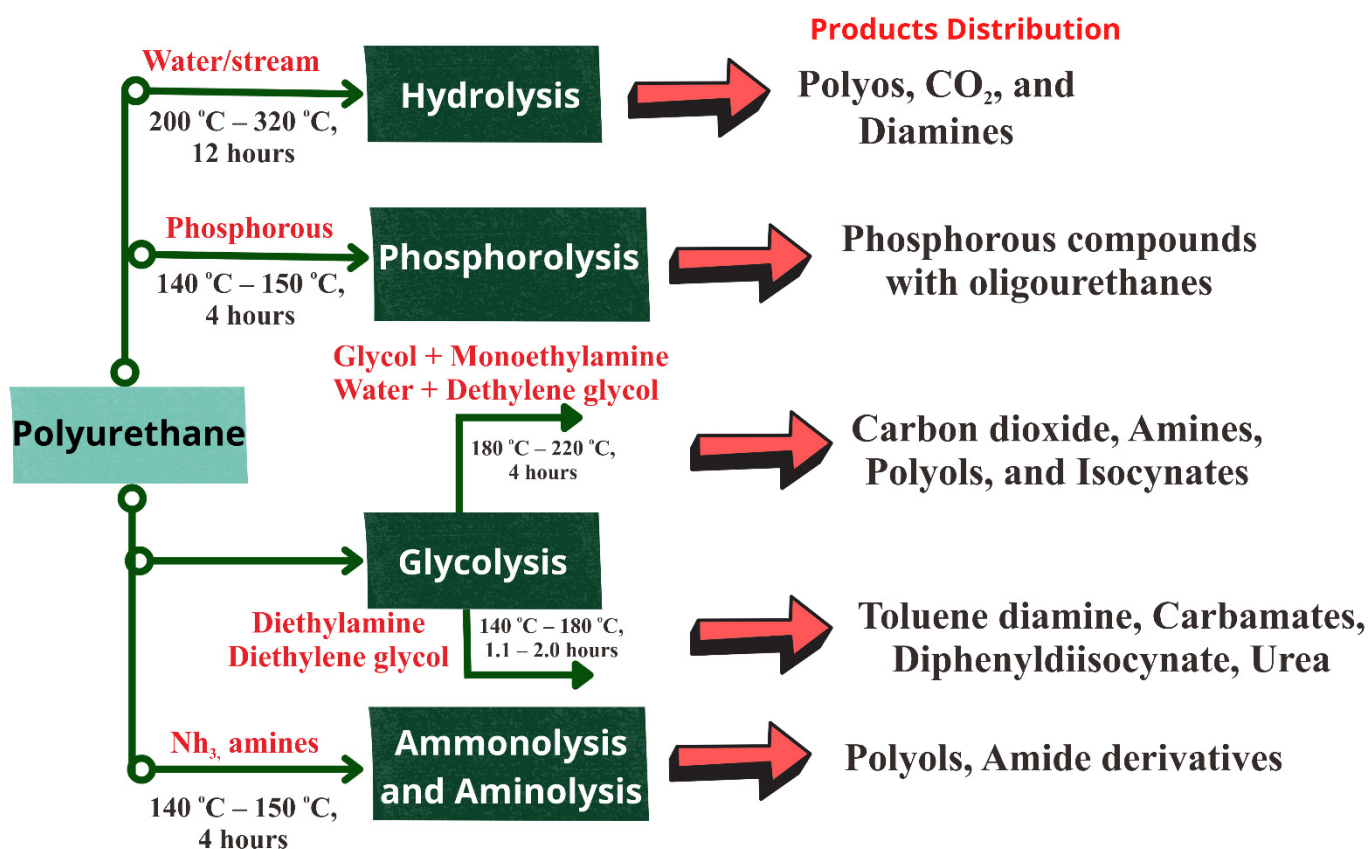 Products Distribution
Water/stream
200 °C – 320 °C,
12 hours
Hydrolysis
Polyos, CO₂, and
Diamines
Phosphorous
140 °C – 150 °C,
4 hours
Phosphorolysis
Phosphorous compounds
with oligourethanes
Polyurethane
Glycol + Monoethylamine
Water + Dethylene glycol
180 °C – 220 °C,
4 hours
Carbon dioxide, Amines,
Polyols, and Isocynates
Glycolysis
Diethylamine
Diethylene glycol
140 °C – 180 °C,
1.1 – 2.0 hours
Toluene diamine, Carbamates,
Diphenyldiisocynate, Urea
Nh₃, amines
140 °C – 150 °C,
4 hours
Ammonolysis
and Aminolysis
Polyols, Amide derivatives